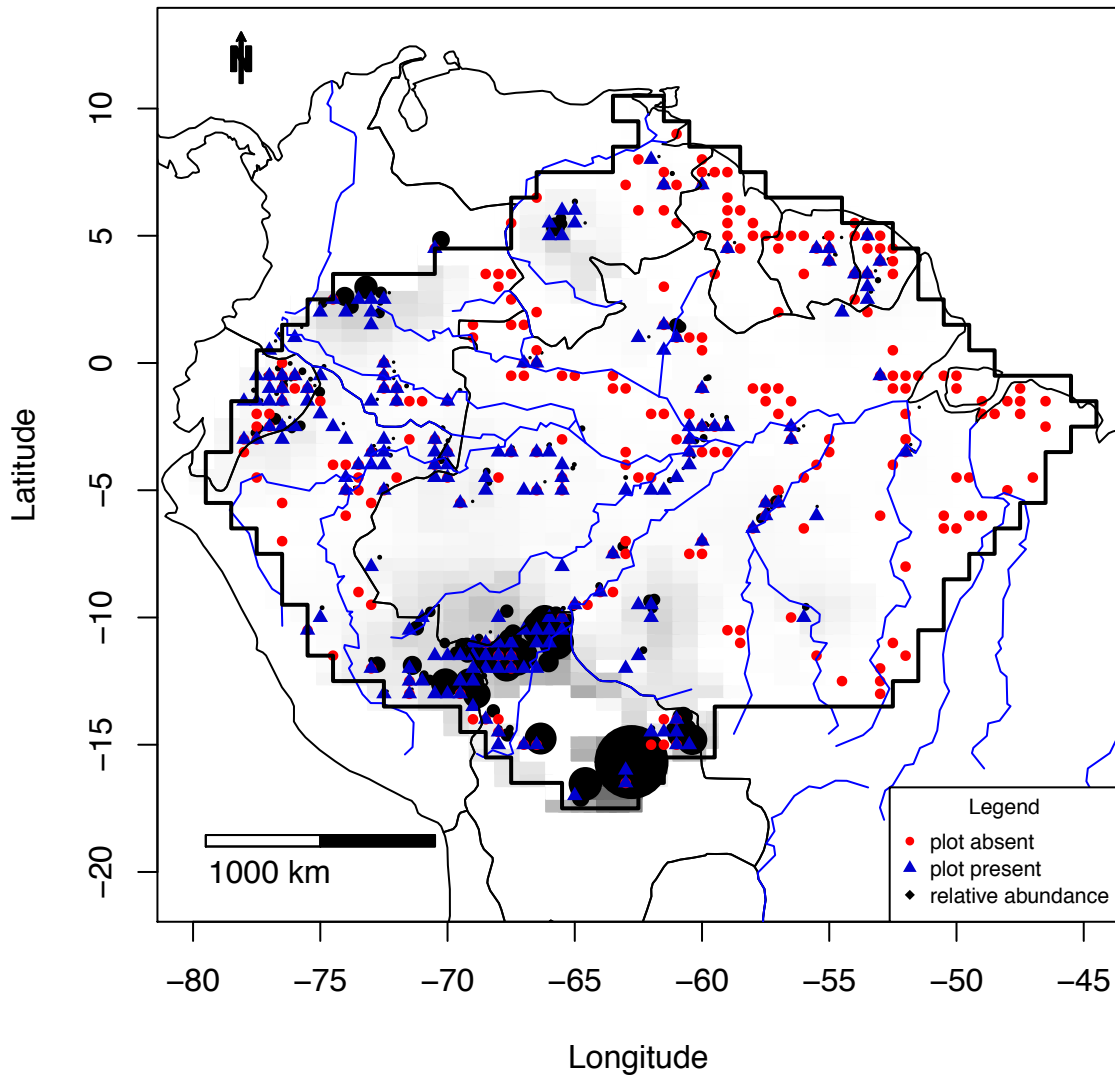 N
10
5
0
−5
−10
−15
−20
Latitude
1000 km
Legend
plot absent
plot present
relative abundance
−80
−75
−70
−65
−60
−55
−50
−45
Longitude